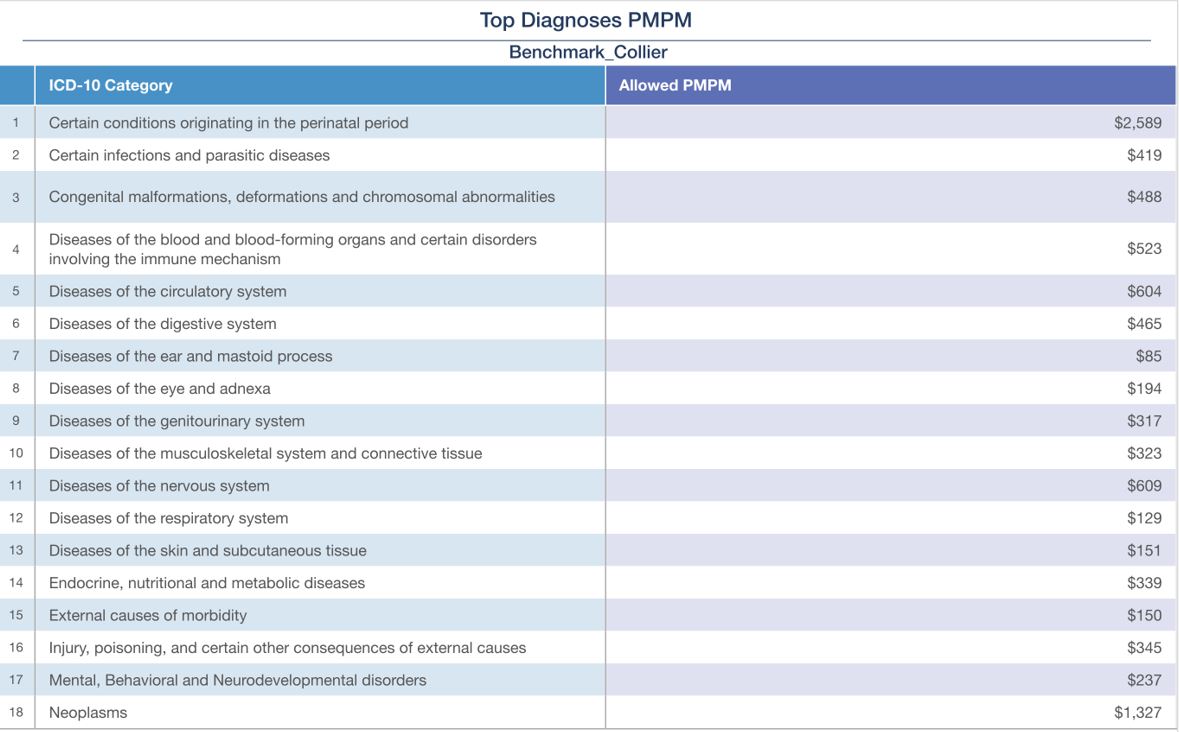 Top Diagnoses PMPM
Benchmark_Collier
ICD-10 Category Allowed PMPM
1 Certain conditions originating in the perinatal period $2,589
2 Certain infections and parasitic diseases $419
3 Congenital malformations, deformations and chromosomal abnormalities $488
4 Diseases of the blood and blood-forming organs and certain disorders
involving the immune mechanism $523
5 Diseases of the circulatory system $604
6 Diseases of the digestive system $465
7 Diseases of the ear and mastoid process $85
8 Diseases of the eye and adnexa $194
9 Diseases of the genitourinary system $317
10 Diseases of the musculoskeletal system and connective tissue $323
11 Diseases of the nervous system $609
12 Diseases of the respiratory system $129
13 Diseases of the skin and subcutaneous tissue $151
14 Endocrine, nutritional and metabolic diseases $339
15 External causes of morbidity $150
16 Injury, poisoning, and certain other consequences of external causes $345
17 Mental, Behavioral and Neurodevelopmental disorders $237
18 Neoplasms $1,327